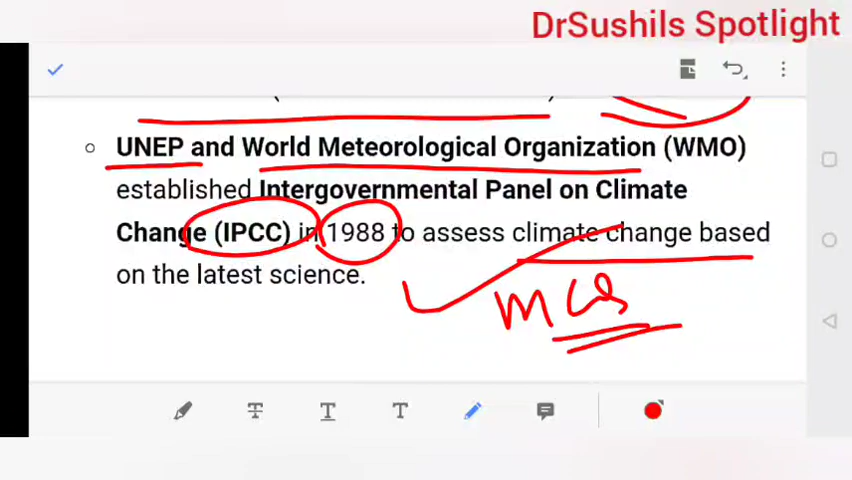 DrSushils Spotlight
UNEP and World Meteorological Organization (WMO)
established Intergovernmental Panel on Climate
Change (IPCC) in 1988 to assess climate change based
on the latest science.
MCQs